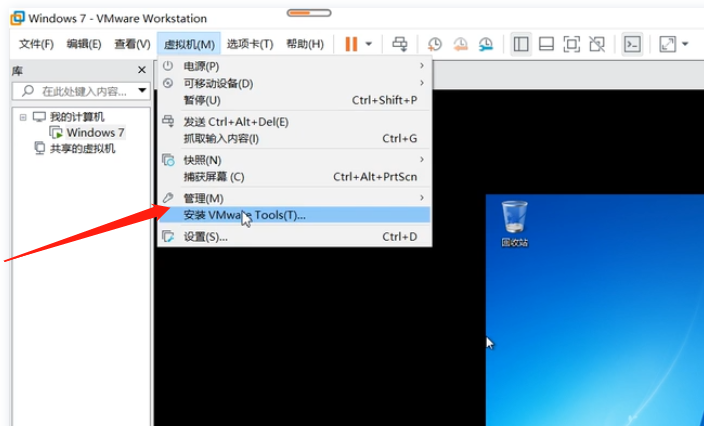 Windows 7 - VMware Workstation
文件(F) 编辑(E) 查看(V) 虚拟机(M) 选项卡(T) 帮助(H)
库
在此处键入内容...
我的计算机
Windows 7
共享的虚拟机
电源(P)
可移动设备(D)
暂停(U) Ctrl+Shift+P
发送 Ctrl+Alt+Del(E)
抓取输入内容(I) Ctrl+G
快照(N)
捕获屏幕 (C) Ctrl+Alt+PrtScn
管理(M)
安装 VMware Tools(T)...
设置(S)... Ctrl+D
回收站